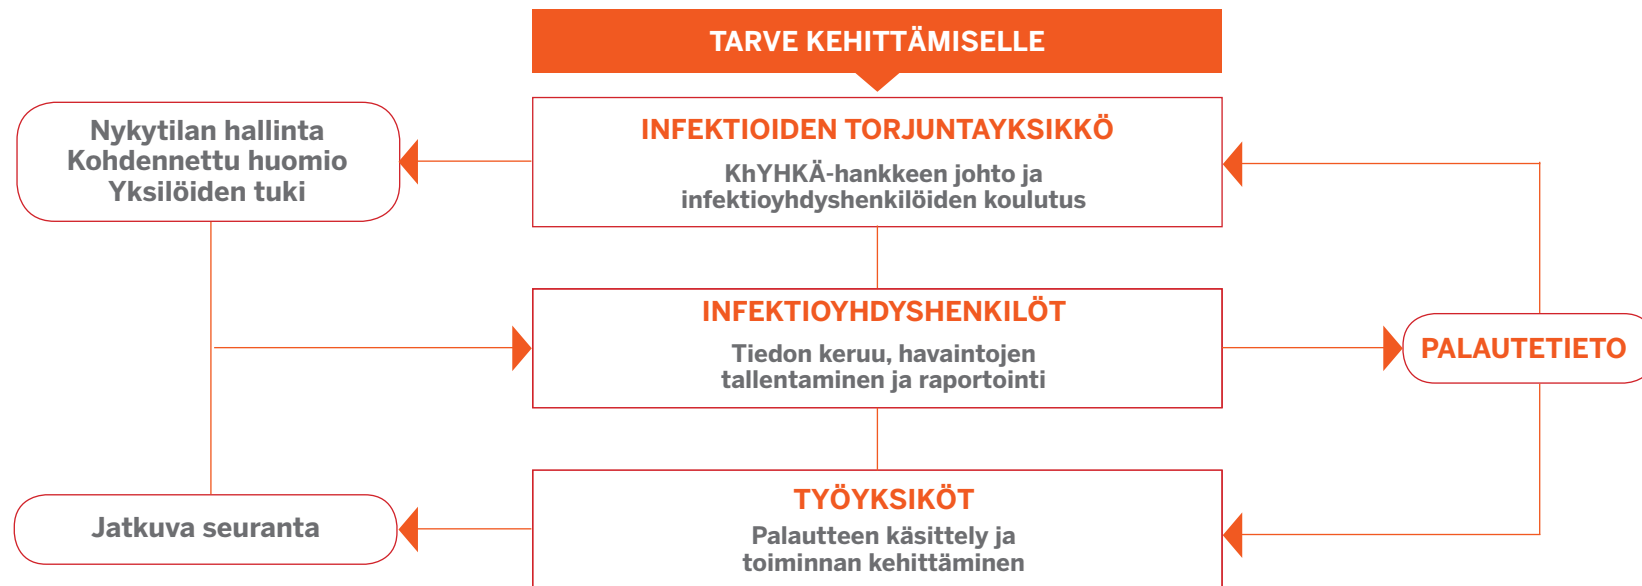 TARVE KEHITTÄMISELLE
Nykytilan hallinta
Kohdennettu huomio
Yksilöiden tuki
INFEKTIOIDEN TORJUNTAYKSIKKÖ
KhYHKÄ-hankkeen johto ja
infektioyhdyshenkilöiden koulutus
INFEKTIOYHDYSHENKILÖT
Tiedon keruu, havaintojen
tallentaminen ja raportointi
PALAUTETIETO
Jatkuva seuranta
TYÖYKSIKÖT
Palautteen käsittely ja
toiminnan kehittäminen